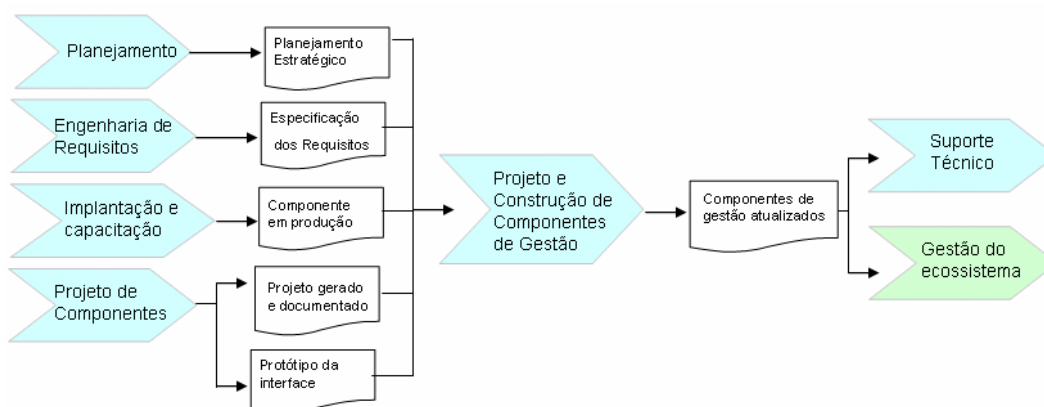 Planejamento
Planejamento
Estratégico
Engenharia de
Requisitos
Especificação
dos Requisitos
Implantação e
capacitação
Componente
em produção
Projeto de
Componentes
Projeto gerado
e documentado
Protótipo da
interface
Projeto e
Construção de
Componentes
de Gestão
Componentes de
gestão atualizados
Suporte
Técnico
Gestão do
ecossistema